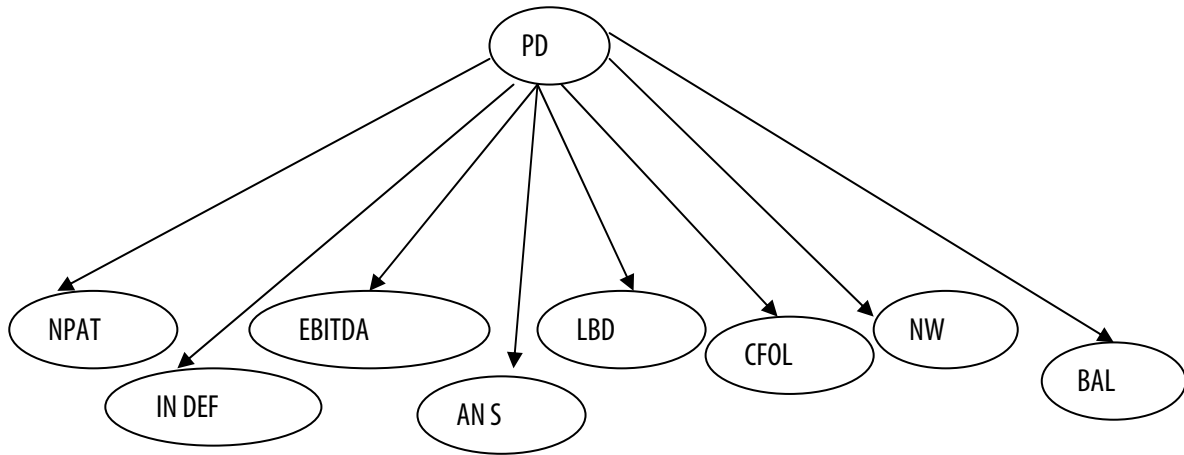 PD
NPAT
EBITDA
LBD
NW
CFOL
BAL
IN DEF
AN S